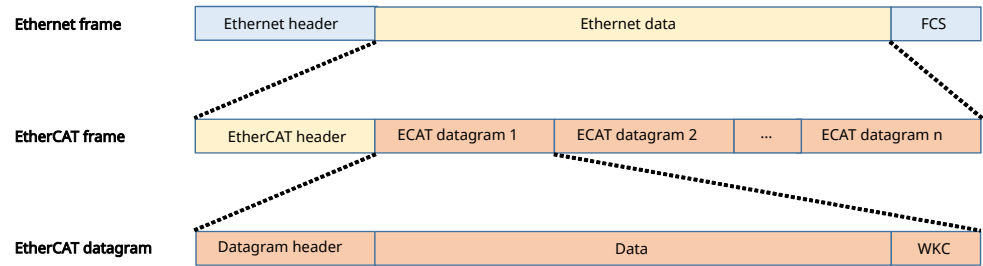 Ethernet frame Ethernet header Ethernet data FCS
EtherCAT frame EtherCAT header ECAT datagram 1 ECAT datagram 2 ... ECAT datagram n
EtherCAT datagram Datagram header Data WKC